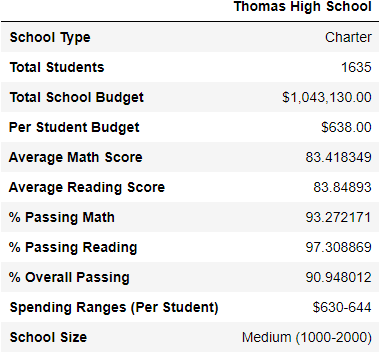 Thomas High School
School Type Charter
Total Students 1635
Total School Budget $1,043,130.00
Per Student Budget $638.00
Average Math Score 83.418349
Average Reading Score 83.84893
% Passing Math 93.272171
% Passing Reading 97.308869
% Overall Passing 90.948012
Spending Ranges (Per Student) $630-644
School Size Medium (1000-2000)